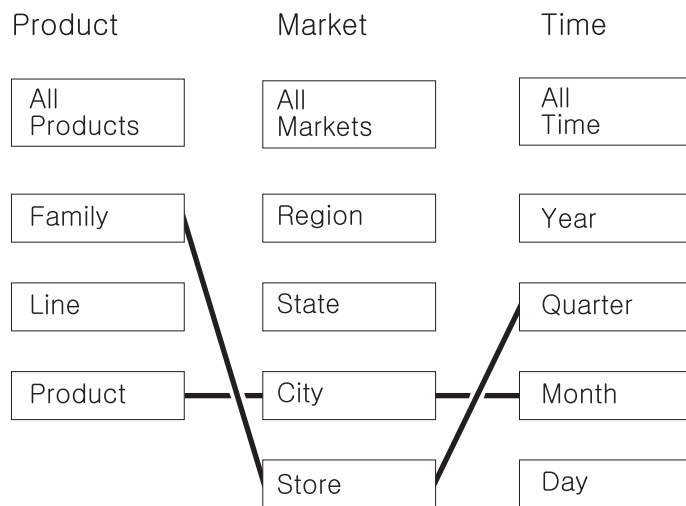 Product
Market
Time
All
Products
All
Markets
All
Time
Family
Region
Year
Line
State
Quarter
Product
City
Month
Store
Day